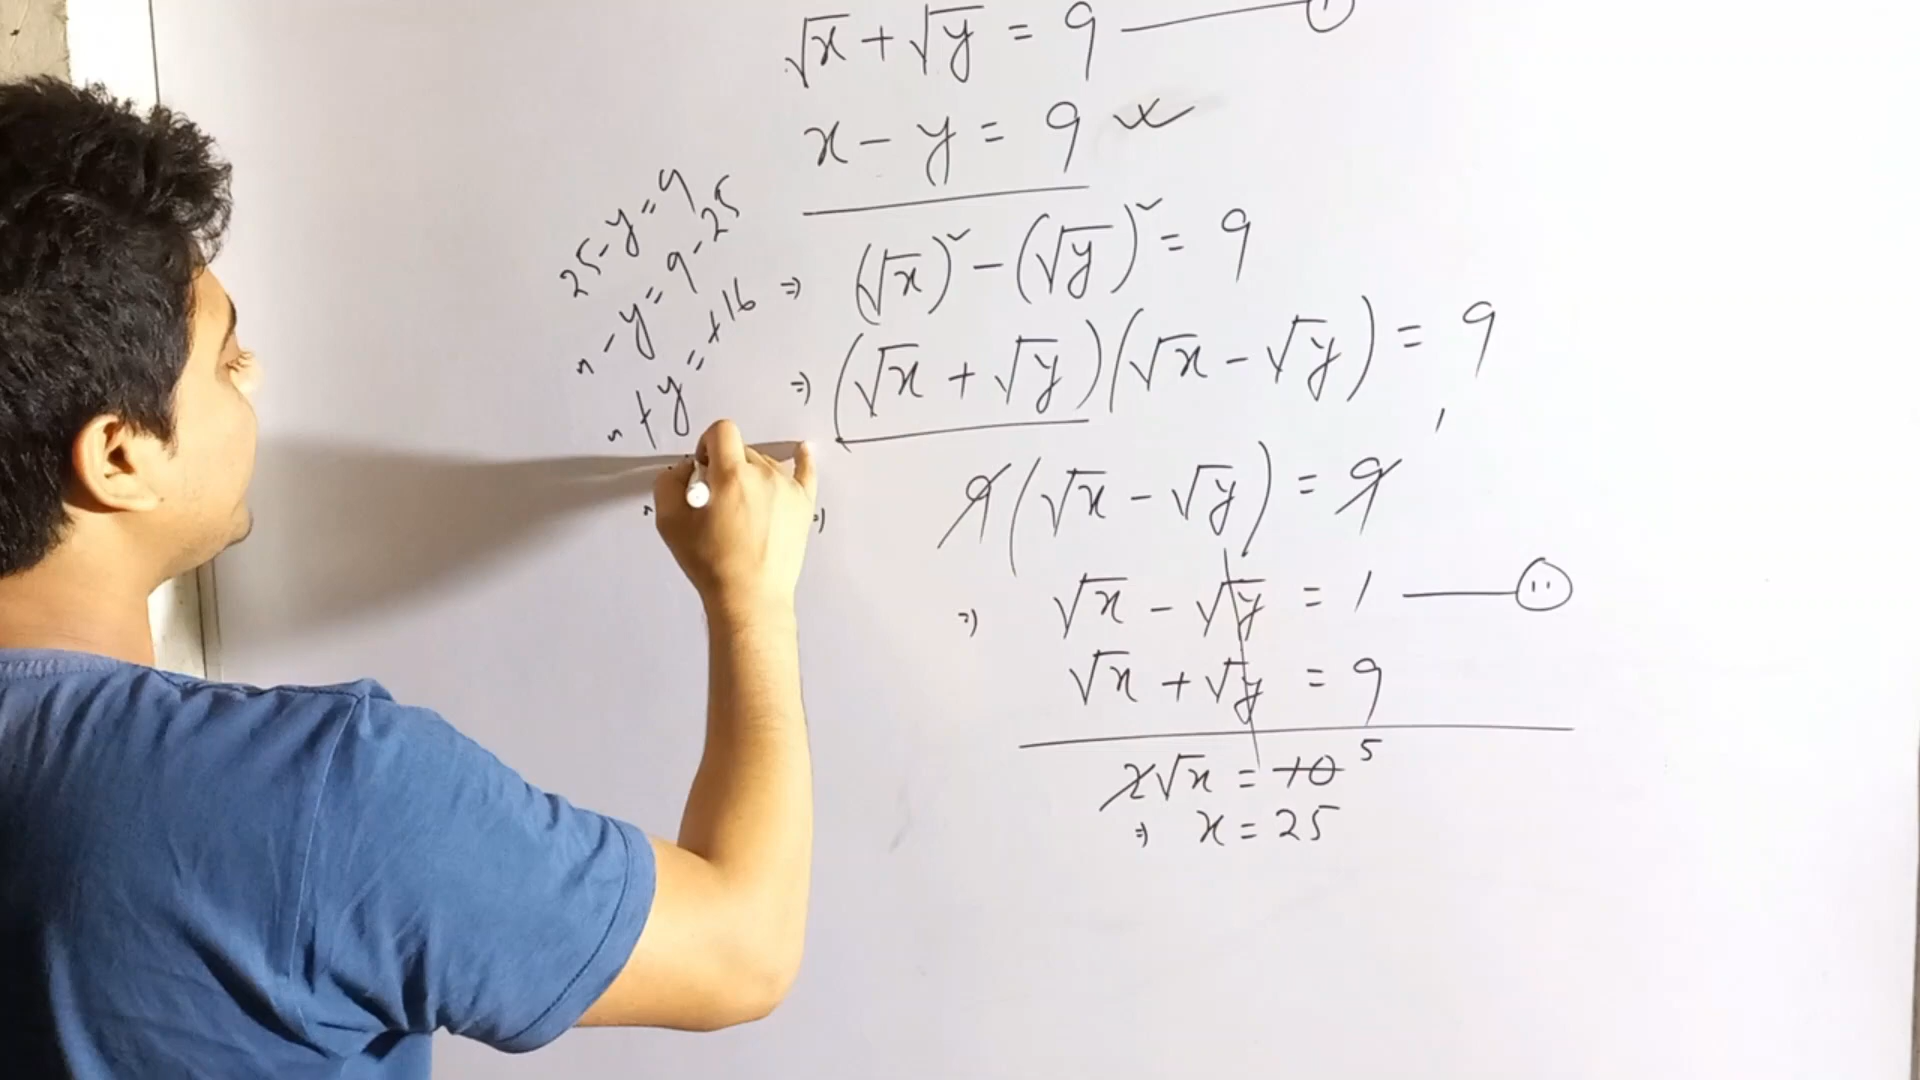 √x + √y = 9 —— (i)
x - y = 9
⇒ (√x)² - (√y)² = 9
⇒ (√x + √y)(√x - √y) = 9
⇒ 9(√x - √y) = 9 1
⇒ √x - √y = 1 —— (ii)
√x + √y = 9
2√x = 10 5
⇒ x = 25
25 - y = 9
⇒ - y = 9 - 25
⇒ + y = + 16